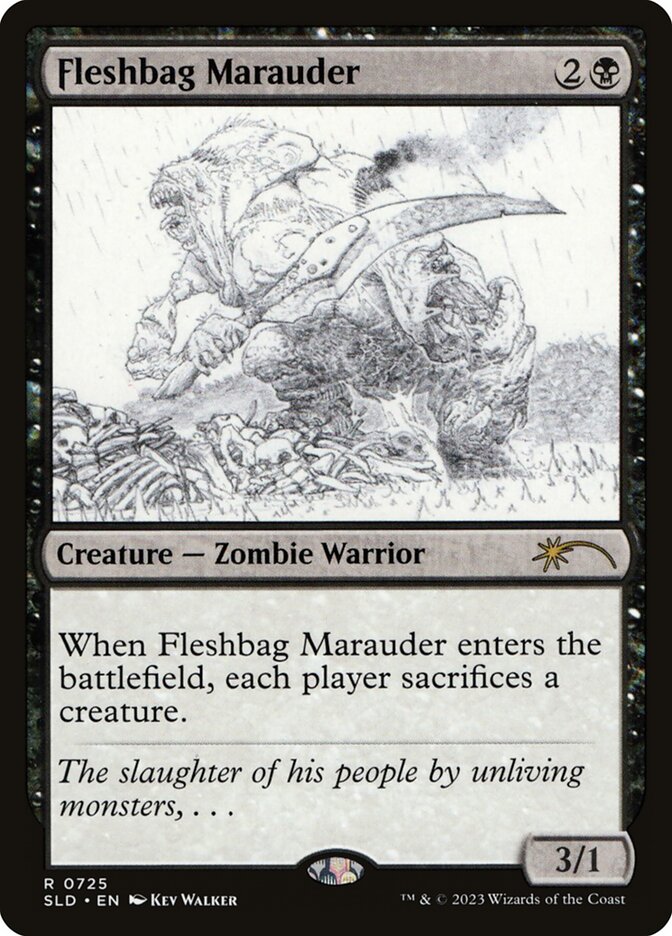 Fleshbag Marauder 2
Creature — Zombie Warrior
When Fleshbag Marauder enters the
battlefield, each player sacrifices a
creature.
The slaughter of his people by unliving
monsters, . . .
3/1
R 0725
SLD • EN Kev Walker
™ & © 2023 Wizards of the Coast